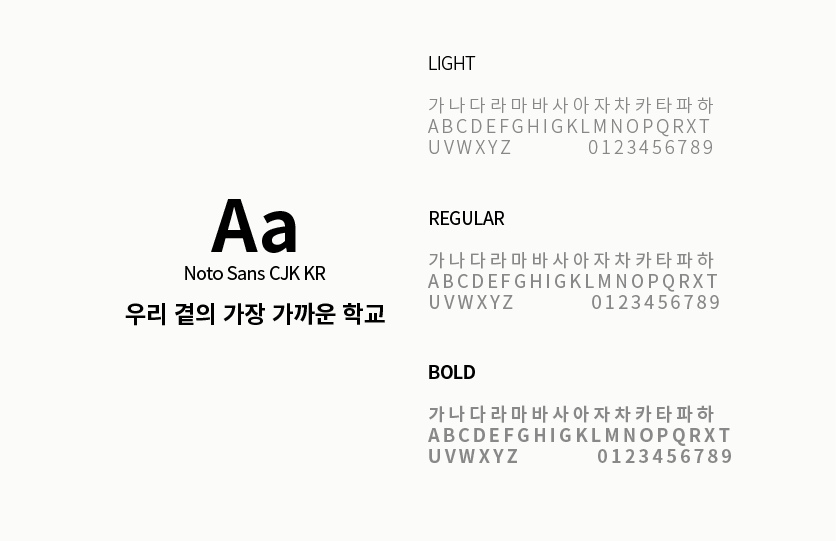 Aa
Noto Sans CJK KR
우리 곁의 가장 가까운 학교
LIGHT
가나다라마바사아자차카타파하
ABCDEFGHIGKLMNOPQRXT
UVWXYZ 0123456789
REGULAR
가나다라마바사아자차카타파하
ABCDEFGHIGKLMNOPQRXT
UVWXYZ 0123456789
BOLD
가나다라마바사아자차카타파하
ABCDEFGHIGKLMNOPQRXT
UVWXYZ 0123456789